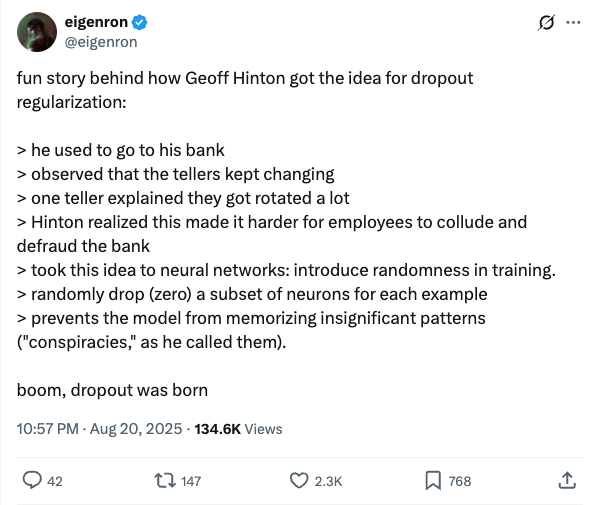 eigenron
@eigenron
fun story behind how Geoff Hinton got the idea for dropout
regularization:
> he used to go to his bank
> observed that the tellers kept changing
> one teller explained they got rotated a lot
> Hinton realized this made it harder for employees to collude and
defraud the bank
> took this idea to neural networks: introduce randomness in training.
> randomly drop (zero) a subset of neurons for each example
> prevents the model from memorizing insignificant patterns
("conspiracies," as he called them).
boom, dropout was born
10:57 PM · Aug 20, 2025 · 134.6K Views
42 147 2.3K 768